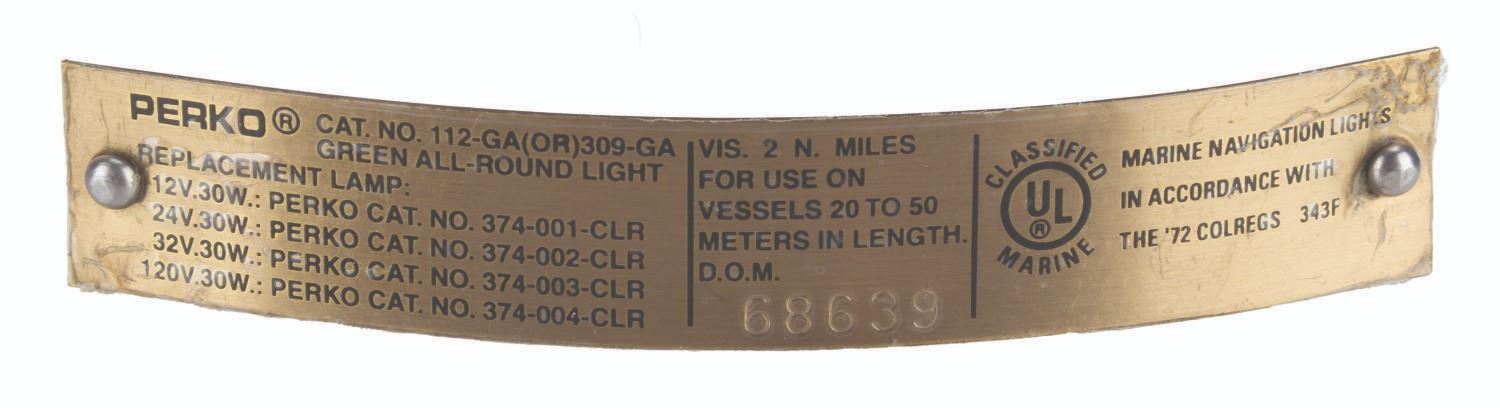 PERKO® CAT. NO. 112-GA(OR)309-GA
GREEN ALL-ROUND LIGHT
REPLACEMENT LAMP:
12V.30W.: PERKO CAT. NO. 374-001-CLR
24V.30W.: PERKO CAT. NO. 374-002-CLR
32V.30W.: PERKO CAT. NO. 374-003-CLR
120V.30W.: PERKO CAT. NO. 374-004-CLR
VIS. 2 N. MILES
FOR USE ON
VESSELS 20 TO 50
METERS IN LENGTH.
D.O.M.
68639
CLASSIFIED
UL®
MARINE
MARINE NAVIGATION LIGHTS
IN ACCORDANCE WITH
THE '72 COLREGS 343F